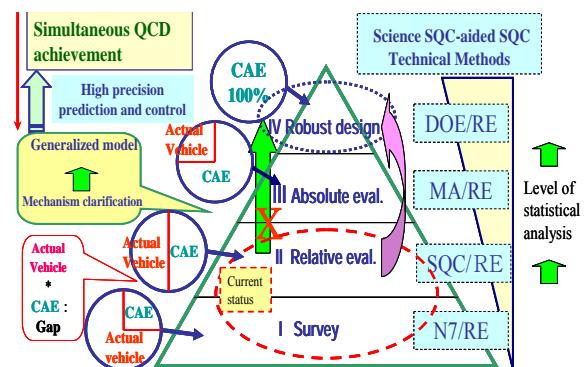 Simultaneous QCD
achievement
High precision
prediction and control
Generalized model
Mechanism clarification
Actual
Vehicle
*
CAE :
Gap
CAE
100%
Actual
Vehicle
CAE
Actual
Vehicle
CAE
CAE
Actual
vehicle
IV Robust design
III Absolute eval.
X
II Relative eval.
Current
status
I Survey
Science SQC-aided SQC
Technical Methods
DOE/RE
MA/RE
SQC/RE
N7/RE
Level of
statistical
analysis